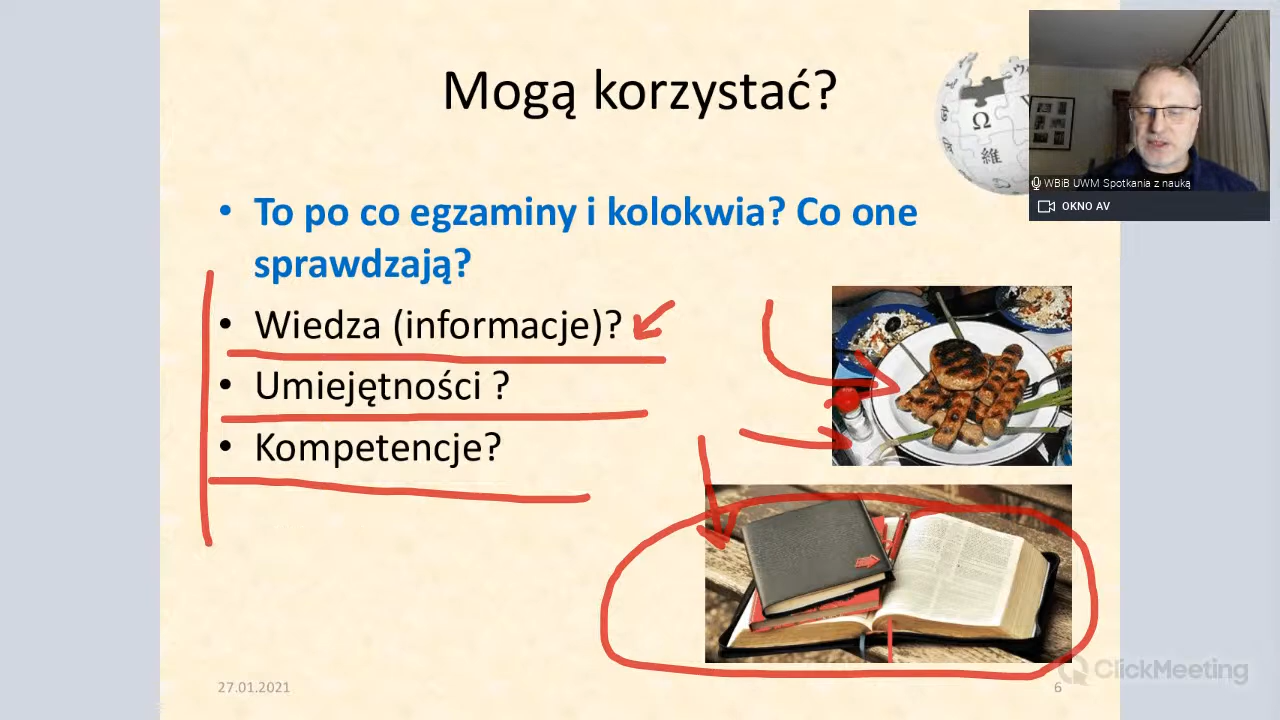 Mogą korzystać?
• To po co egzaminy i kolokwia? Co one
sprawdzają?
• Wiedza (informacje)?
• Umiejętności ?
• Kompetencje?
27.01.2021
6
Ω
維
WBiB UWM Spotkania z nauką
OKNO AV
ClickMeeting